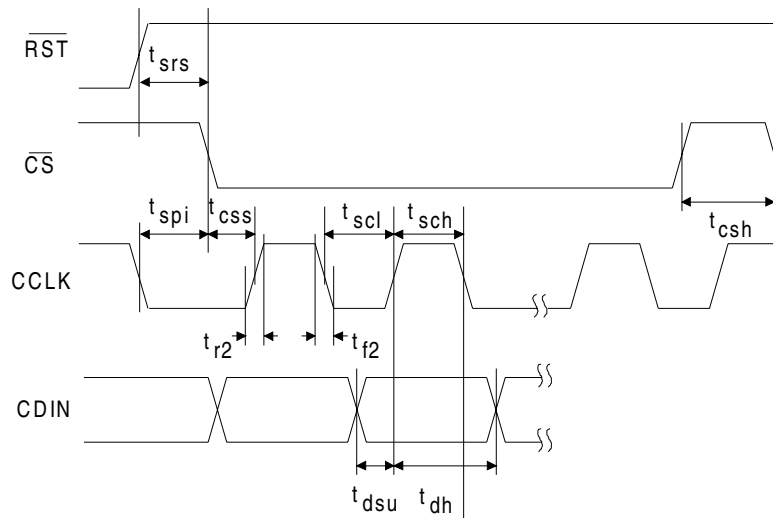 RST
t srs
CS
t spi
t css
t scl
t sch
t csh
CCLK
t r2
t f2
CDIN
t dsu
t dh